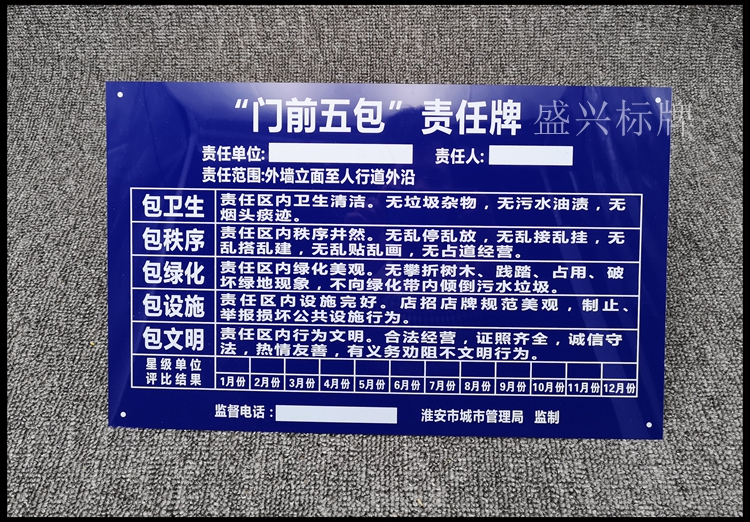 “门前五包”责任牌
盛兴标牌
责任单位: 责任人:
责任范围:外墙立面至人行道外沿
包卫生
责任区内卫生清洁。无垃圾杂物，无污水油渍，无
烟头痰迹。
包秩序
责任区内秩序井然。无乱停乱放，无乱接乱挂，无
乱搭乱建，无乱贴乱画，无占道经营。
包绿化
责任区内绿化美观。无攀折树木、践踏、占用、破
坏绿地现象，不向绿化带内倾倒污水垃圾。
包设施
责任区内设施完好。店招店牌规范美观，制止、
举报损坏公共设施行为。
包文明
责任区内行为文明。合法经营，证照齐全，诚信守
法，热情友善，有义务劝阻不文明行为。
星级单位
评比结果
1月份 2月份 3月份 4月份 5月份 6月份 7月份 8月份 9月份 10月份 11月份 12月份
监督电话: 淮安市城市管理局 监制